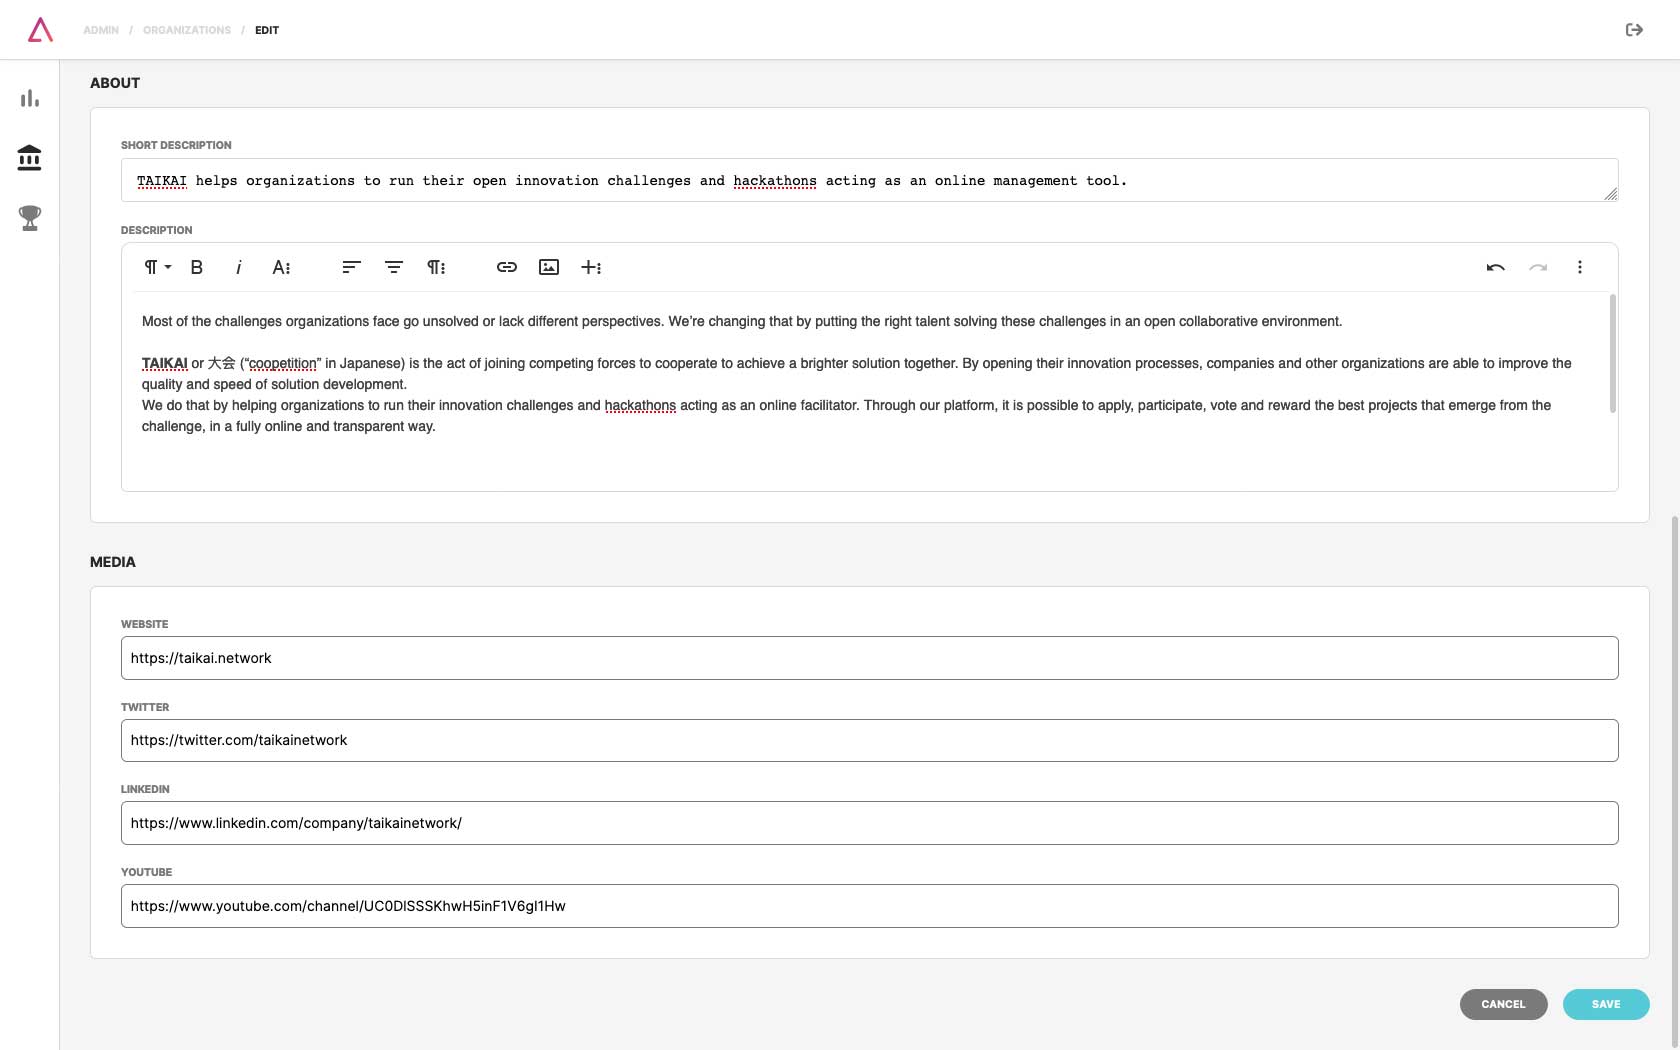 ADMIN / ORGANIZATIONS / EDIT
ABOUT
SHORT DESCRIPTION
TAIKAI helps organizations to run their open innovation challenges and hackathons acting as an online management tool.
DESCRIPTION
Most of the challenges organizations face go unsolved or lack different perspectives. We’re changing that by putting the right talent solving these challenges in an open collaborative environment.
TAIKAI or 大会 (“coopetition” in Japanese) is the act of joining competing forces to cooperate to achieve a brighter solution together. By opening their innovation processes, companies and other organizations are able to improve the
quality and speed of solution development.
We do that by helping organizations to run their innovation challenges and hackathons acting as an online facilitator. Through our platform, it is possible to apply, participate, vote and reward the best projects that emerge from the
challenge, in a fully online and transparent way.
MEDIA
WEBSITE
https://taikai.network
TWITTER
https://twitter.com/taikainetwork
LINKEDIN
https://www.linkedin.com/company/taikainetwork/
YOUTUBE
https://www.youtube.com/channel/UC0DlSSSKhwH5inF1V6gI1Hw
CANCEL SAVE